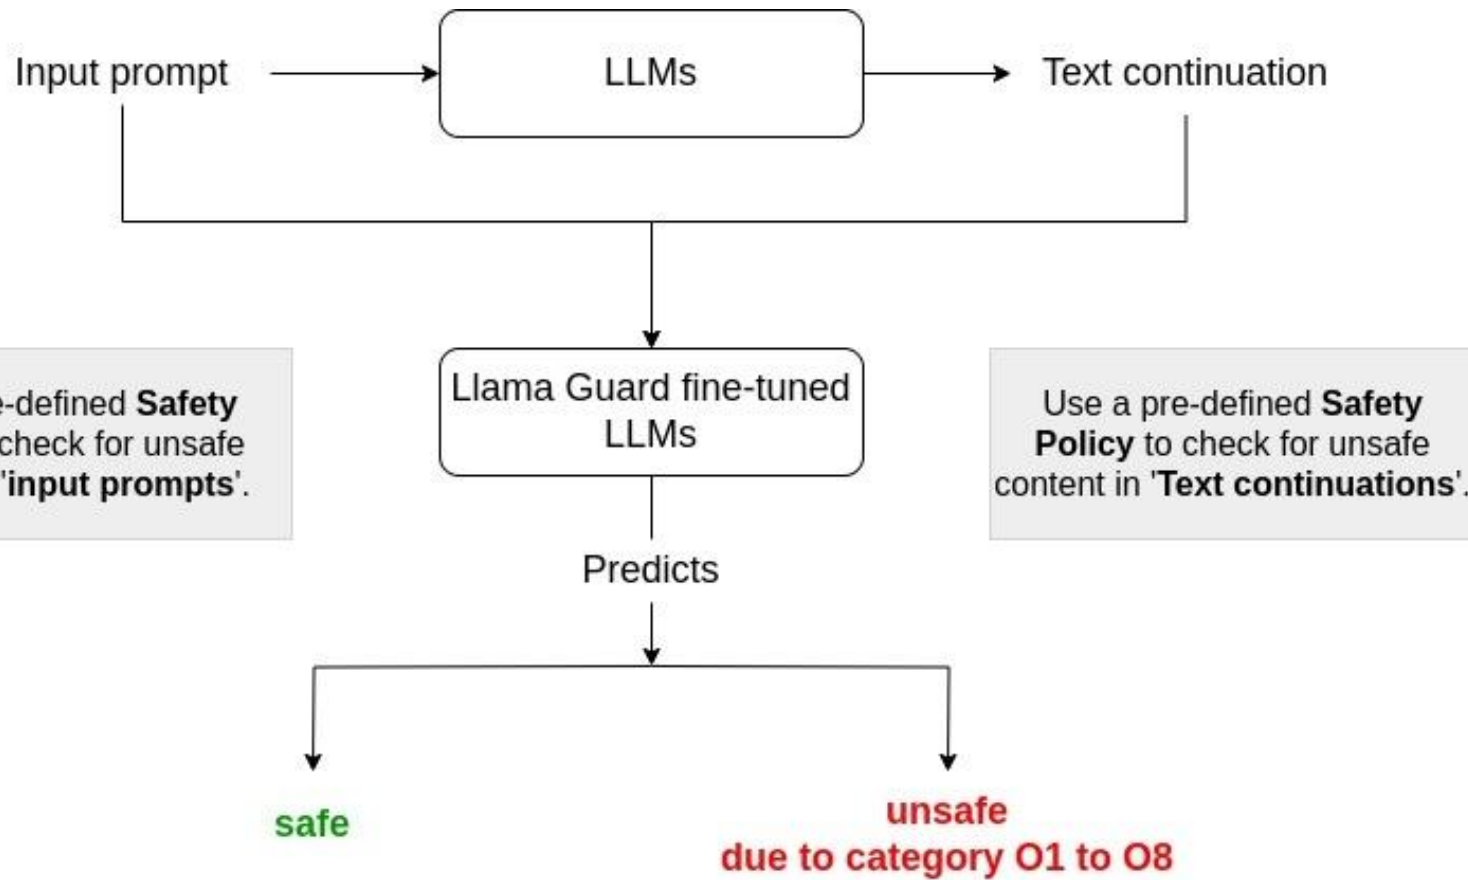 Input prompt
LLMs
Text continuation
Llama Guard fine-tuned
LLMs
e-defined Safety
check for unsafe
'input prompts'.
Use a pre-defined Safety
Policy to check for unsafe
content in 'Text continuations'.
Predicts
safe
unsafe
due to category O1 to O8